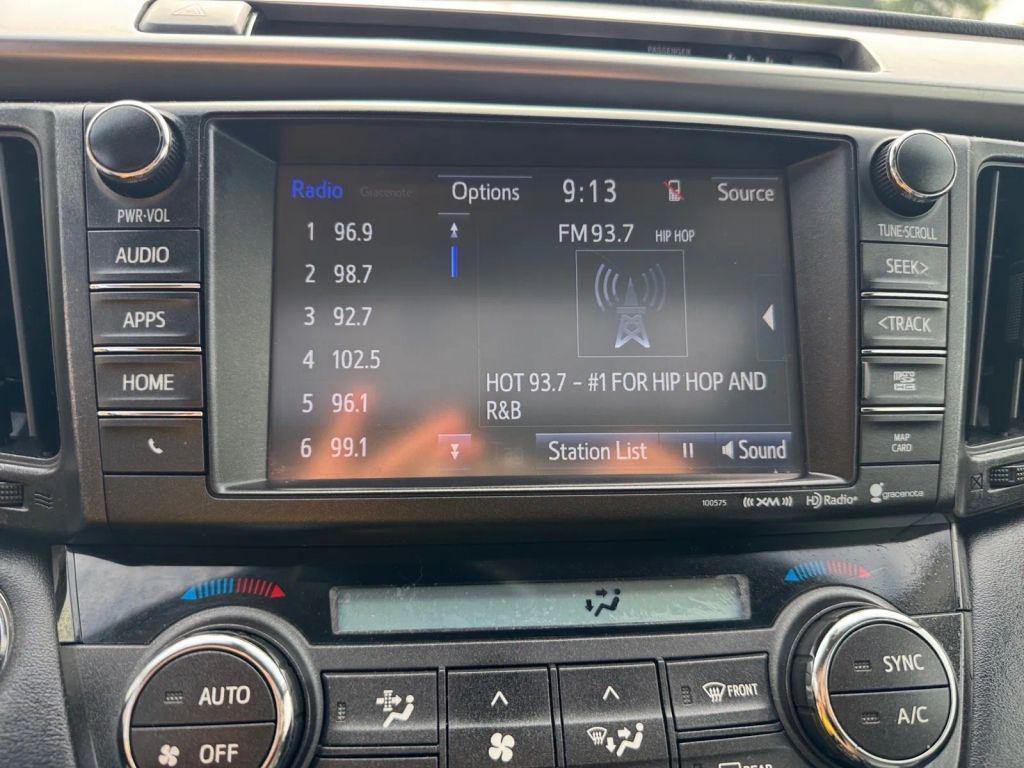 PASSENGER
PWR·VOL
AUDIO
APPS
HOME
Radio Gracenote Options 9:13 Source
1 96.9
2 98.7
3 92.7
4 102.5
5 96.1
6 99.1
FM 93.7 HIP HOP
HOT 93.7 - #1 FOR HIP HOP AND
R&B
Station List Sound
TUNE·SCROLL
SEEK>
<TRACK
MAP
CARD
100575 XM HD Radio gracenote
AUTO
OFF
FRONT
REAR
SYNC
A/C